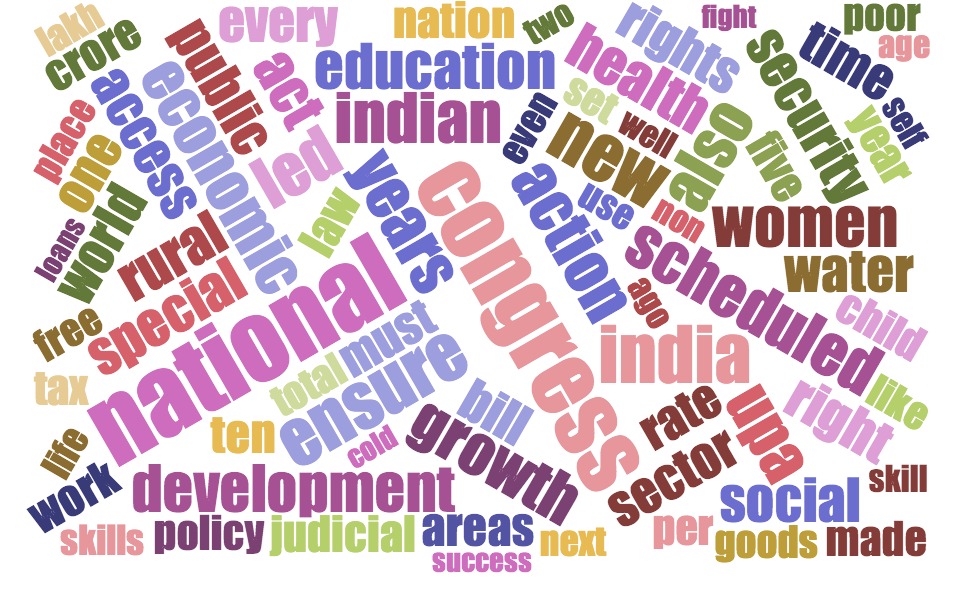 lakh
crore
every
nation
two
fight
poor
age
public
act
education
rights
health
security
time
self
access
economic
indian
even
set
well
new
also
five
year
place
one
led
law
years
congress
action
use
non
women
loans
world
rural
special
national
scheduled
water
ago
child
free
tax
total
must
ensure
india
like
right
life
work
ten
cold
bill
growth
rate
sector
upa
development
social
skill
skills
policy
judicial
areas
success
next
per
goods
made